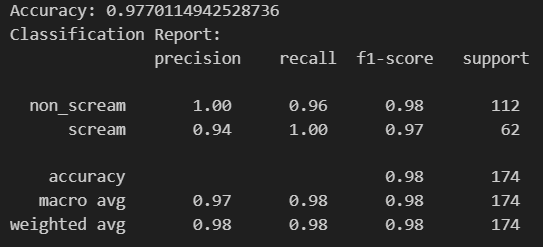 Accuracy: 0.9770114942528736
Classification Report:
precision recall f1-score support
non_scream 1.00 0.96 0.98 112
scream 0.94 1.00 0.97 62
accuracy 0.98 174
macro avg 0.97 0.98 0.98 174
weighted avg 0.98 0.98 0.98 174